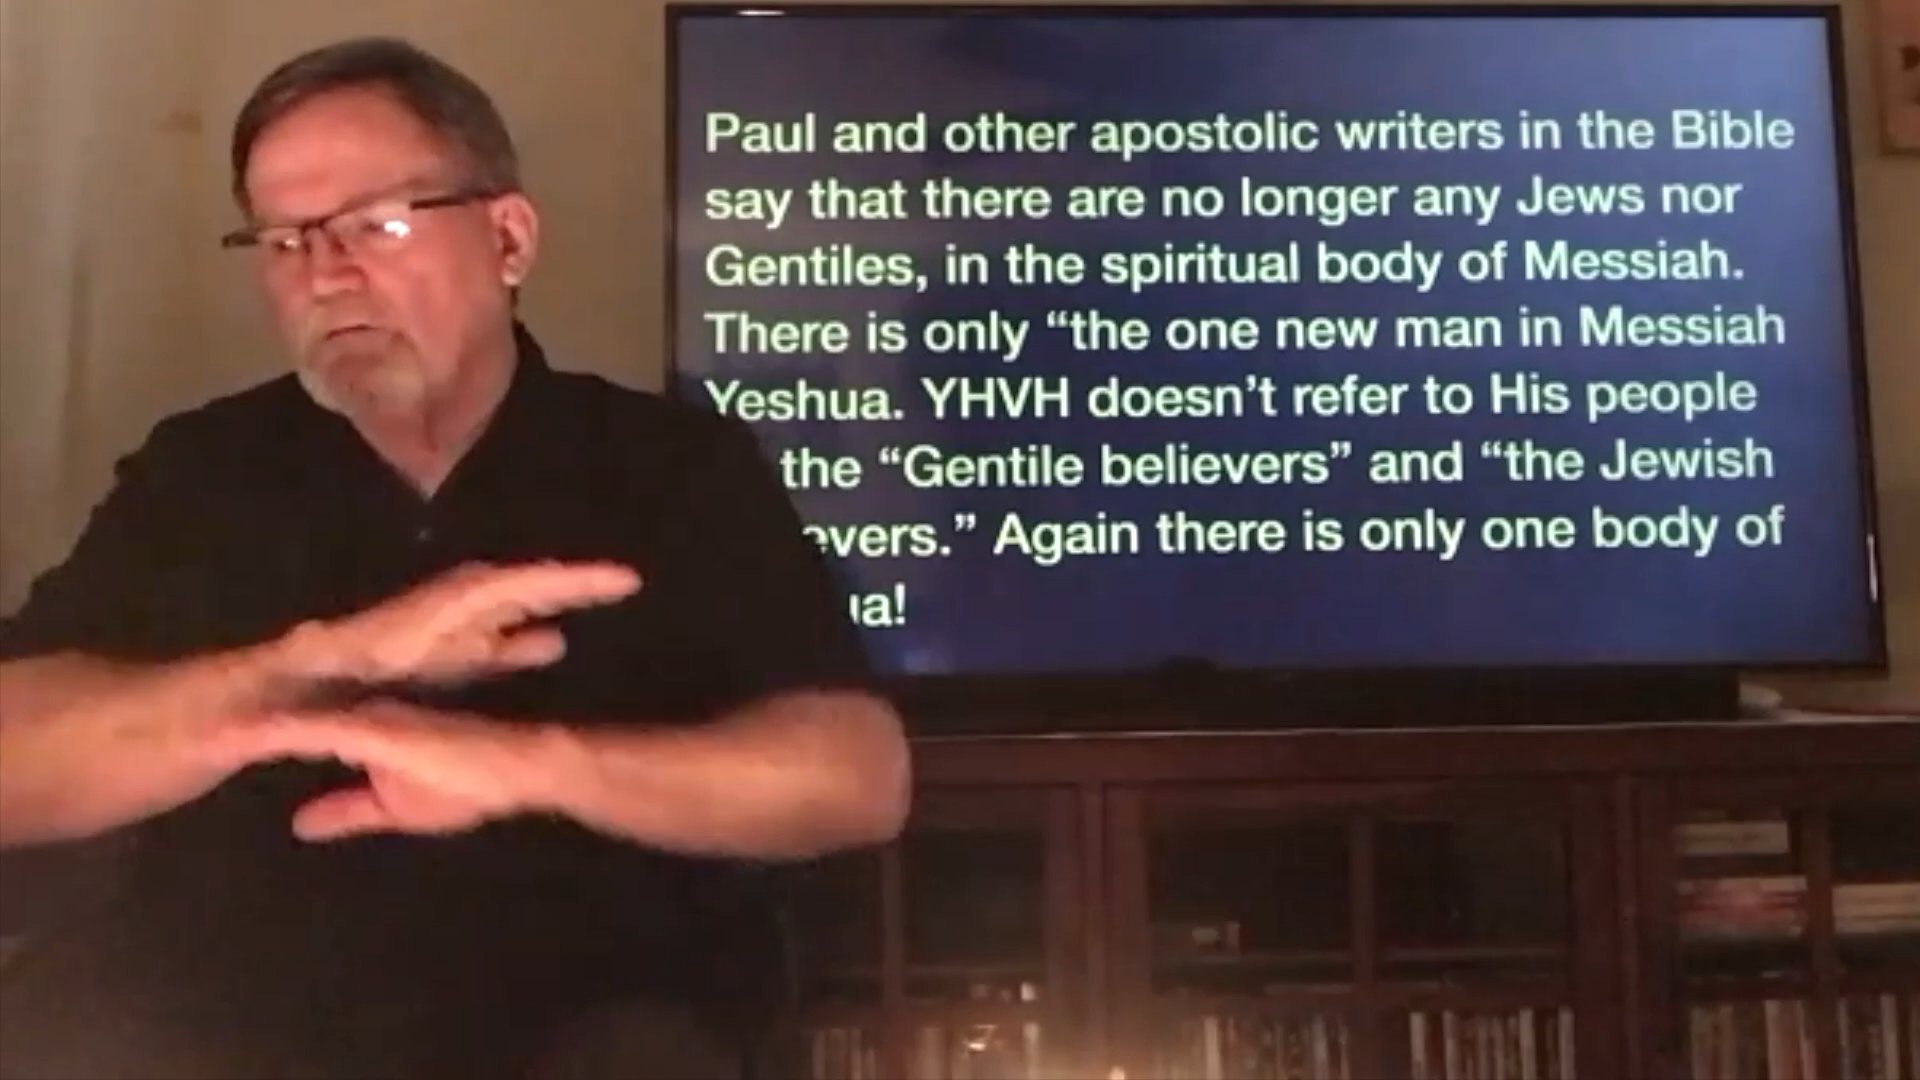 Paul and other apostolic writers in the Bible
say that there are no longer any Jews nor
Gentiles, in the spiritual body of Messiah.
There is only “the one new man in Messiah
Yeshua. YHVH doesn’t refer to His people
the “Gentile believers” and “the Jewish
evers.” Again there is only one body of
ua!